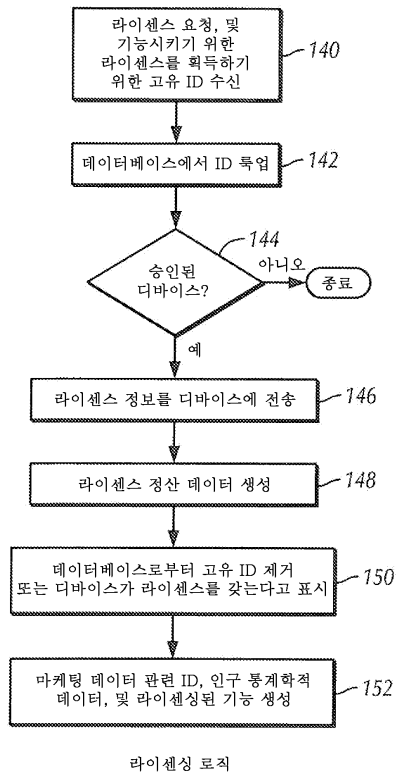 라이센스 요청, 및
기능시키기 위한
라이센스를 획득하기
위한 고유 ID 수신
140
데이터베이스에서 ID 룩업
142
144
승인된
디바이스?
아니오
종료
예
라이센스 정보를 디바이스에 전송
146
라이센스 정산 데이터 생성
148
데이터베이스로부터 고유 ID 제거
또는 디바이스가 라이센스를 갖는다고 표시
150
마케팅 데이터 관련 ID, 인구 통계학적
데이터, 및 라이센싱된 기능 생성
152
라이센싱 로직